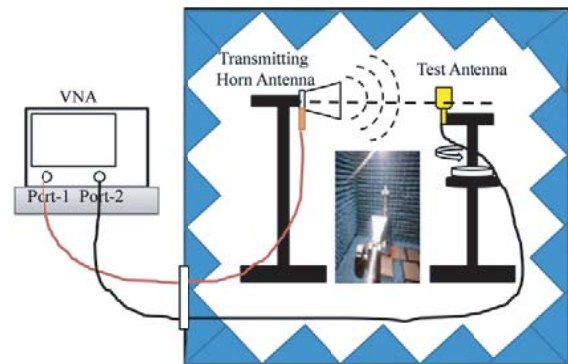 Transmitting
Horn Antenna
Test Antenna
VNA
Port-1 Port-2